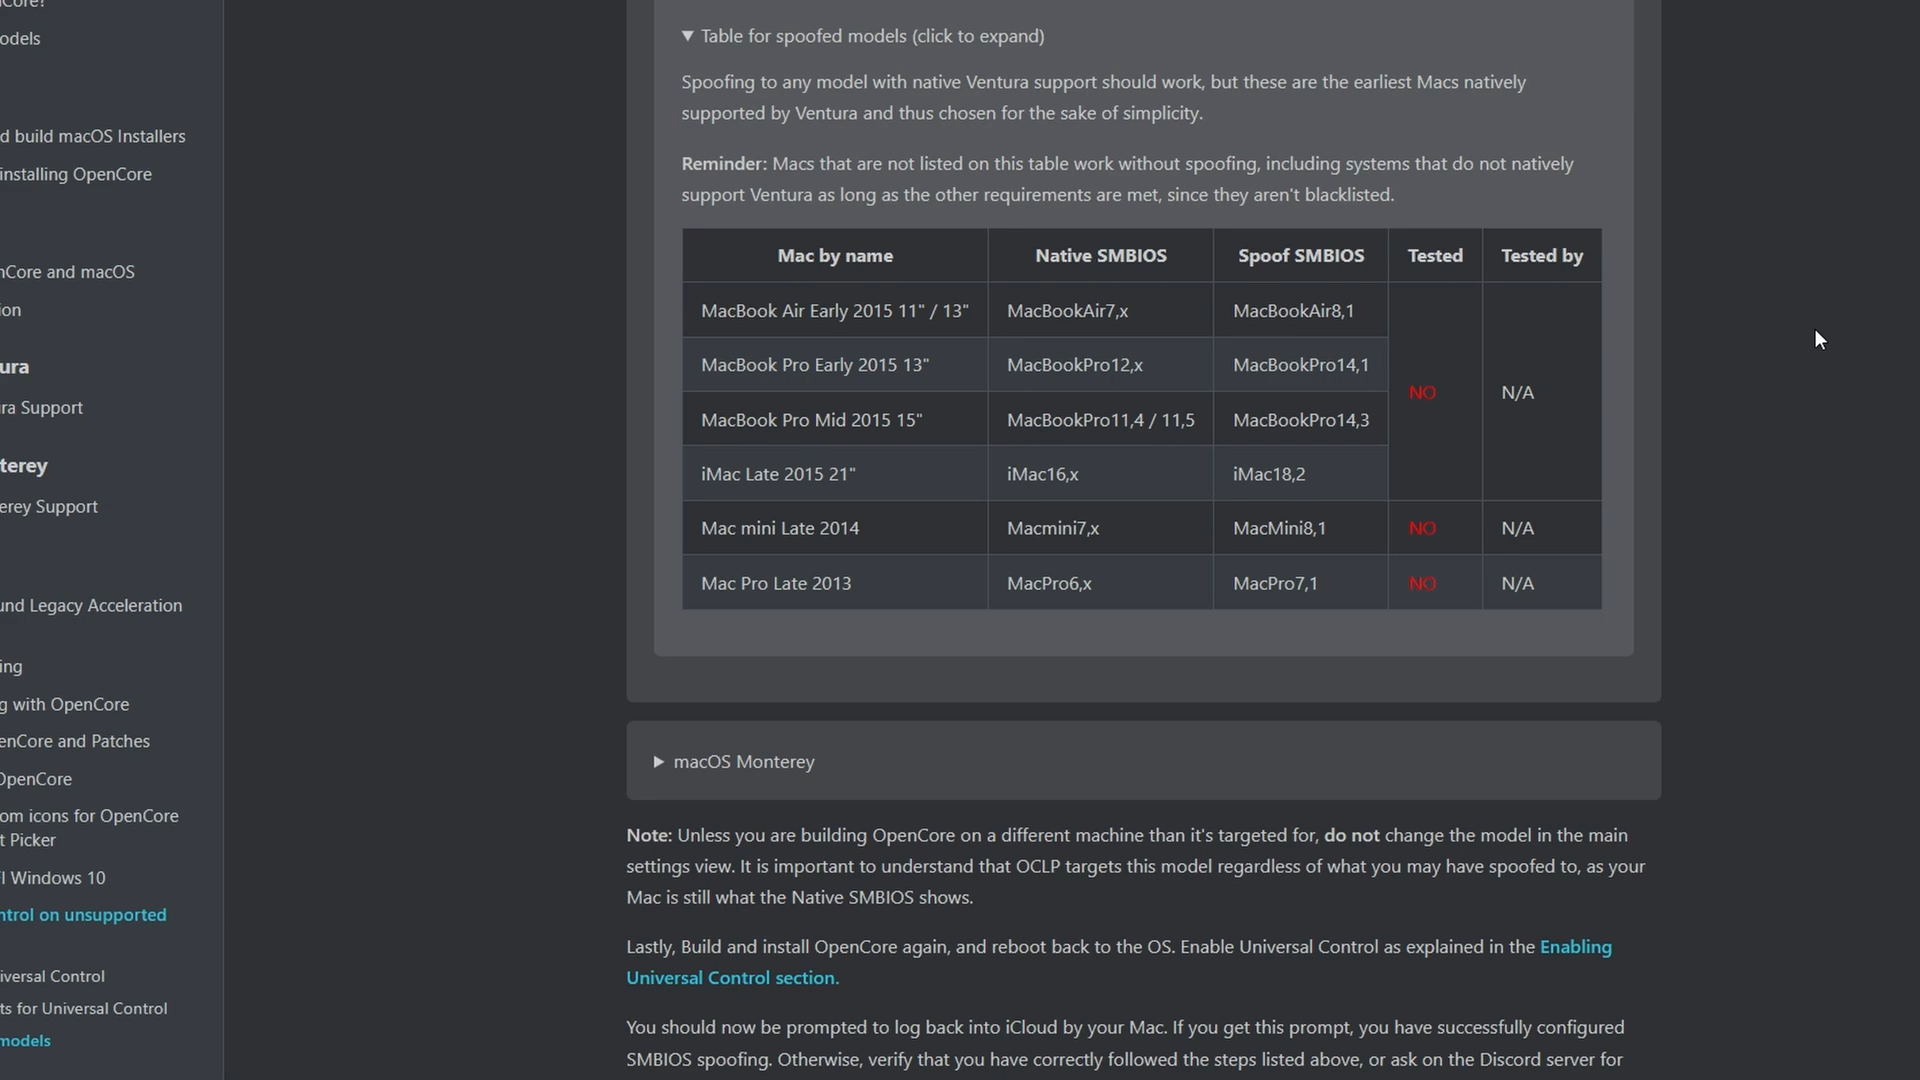 nCore?
odels
d build macOS Installers
installing OpenCore
nCore and macOS
ion
ura
ra Support
terey
erey Support
und Legacy Acceleration
ing
g with OpenCore
enCore and Patches
OpenCore
om icons for OpenCore
t Picker
I Windows 10
ntrol on unsupported
iversal Control
ts for Universal Control
models
▼ Table for spoofed models (click to expand)
Spoofing to any model with native Ventura support should work, but these are the earliest Macs natively
supported by Ventura and thus chosen for the sake of simplicity.
Reminder: Macs that are not listed on this table work without spoofing, including systems that do not natively
support Ventura as long as the other requirements are met, since they aren't blacklisted.
Mac by name Native SMBIOS Spoof SMBIOS Tested Tested by
MacBook Air Early 2015 11" / 13" MacBookAir7,x MacBookAir8,1
MacBook Pro Early 2015 13" MacBookPro12,x MacBookPro14,1
NO N/A
MacBook Pro Mid 2015 15" MacBookPro11,4 / 11,5 MacBookPro14,3
iMac Late 2015 21" iMac16,x iMac18,2
Mac mini Late 2014 Macmini7,x MacMini8,1 NO N/A
Mac Pro Late 2013 MacPro6,x MacPro7,1 NO N/A
▶ macOS Monterey
Note: Unless you are building OpenCore on a different machine than it's targeted for, do not change the model in the main
settings view. It is important to understand that OCLP targets this model regardless of what you may have spoofed to, as your
Mac is still what the Native SMBIOS shows.
Lastly, Build and install OpenCore again, and reboot back to the OS. Enable Universal Control as explained in the Enabling
Universal Control section.
You should now be prompted to log back into iCloud by your Mac. If you get this prompt, you have successfully configured
SMBIOS spoofing. Otherwise, verify that you have correctly followed the steps listed above, or ask on the Discord server for